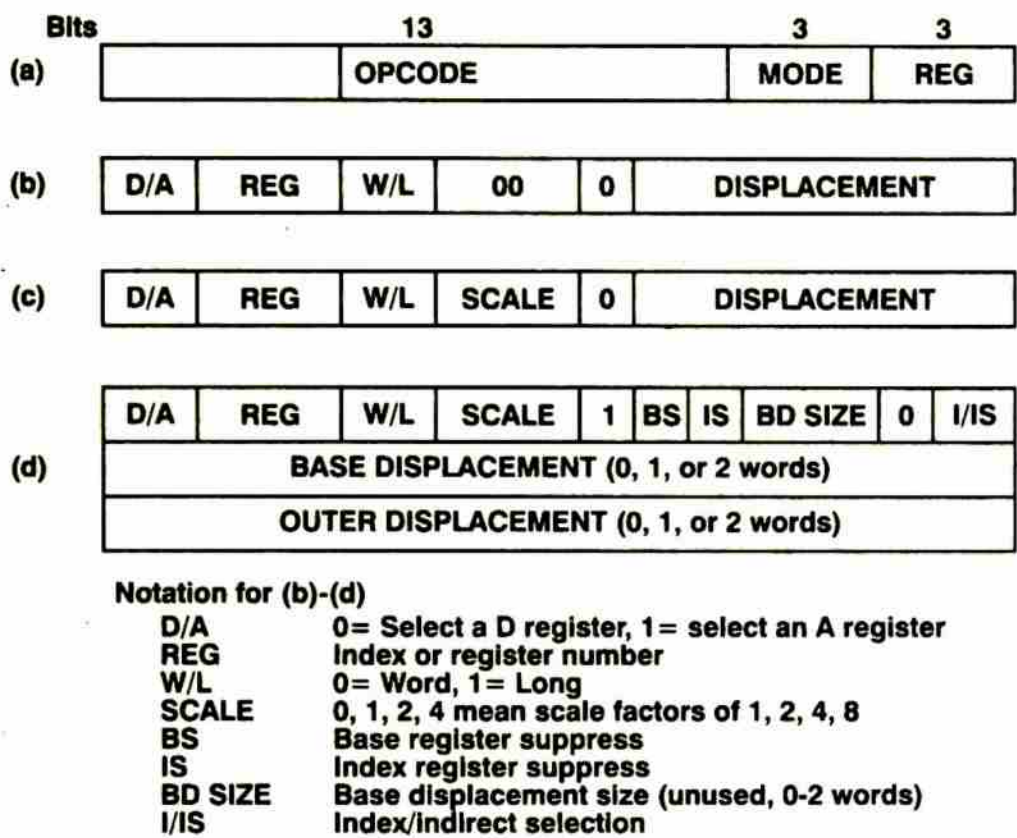 Bits 13 3 3
(a) OPCODE MODE REG
(b) D/A REG W/L 00 0 DISPLACEMENT
(c) D/A REG W/L SCALE 0 DISPLACEMENT
D/A REG W/L SCALE 1 BS IS BD SIZE 0 I/IS
(d) BASE DISPLACEMENT (0, 1, or 2 words)
OUTER DISPLACEMENT (0, 1, or 2 words)
Notation for (b)-(d)
D/A 0= Select a D register, 1= select an A register
REG Index or register number
W/L 0= Word, 1= Long
SCALE 0, 1, 2, 4 mean scale factors of 1, 2, 4, 8
BS Base register suppress
IS Index register suppress
BD SIZE Base displacement size (unused, 0-2 words)
I/IS Index/indirect selection